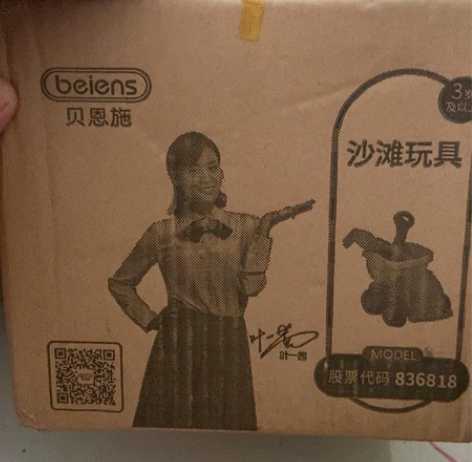 beiens
贝恩施
3岁
及以上
沙滩玩具
叶一茜
MODEL
股票代码 836818